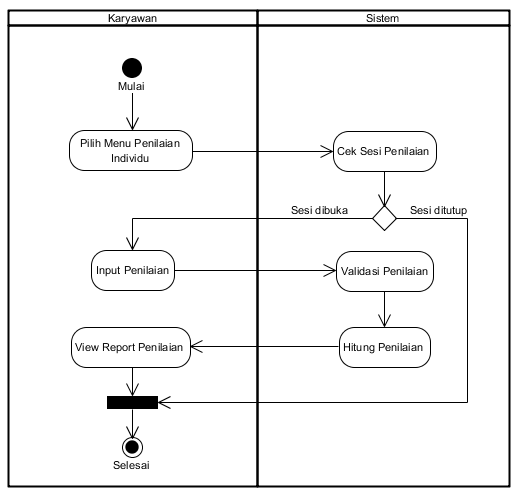 Karyawan
Sistem
Mulai
Pilih Menu Penilaian
Individu
Cek Sesi Penilaian
Sesi dibuka
Sesi ditutup
Input Penilaian
Validasi Penilaian
View Report Penilaian
Hitung Penilaian
Selesai